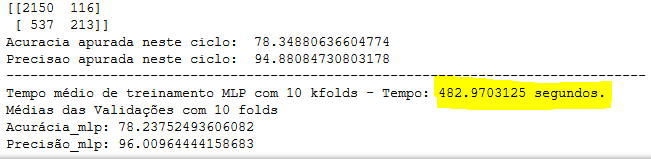 [[2150  116]
 [ 537  213]]
Acuracia apurada neste ciclo:  78.34880636604774
Precisao apurada neste ciclo:  94.88084730803178
--------------------------------------------------------------------------------
Tempo médio de treinamento MLP com 10 kfolds - Tempo: 482.9703125 segundos.
Médias das Validações com 10 folds
Acurácia_mlp: 78.23752493606082
Precisão_mlp: 96.00964444158683